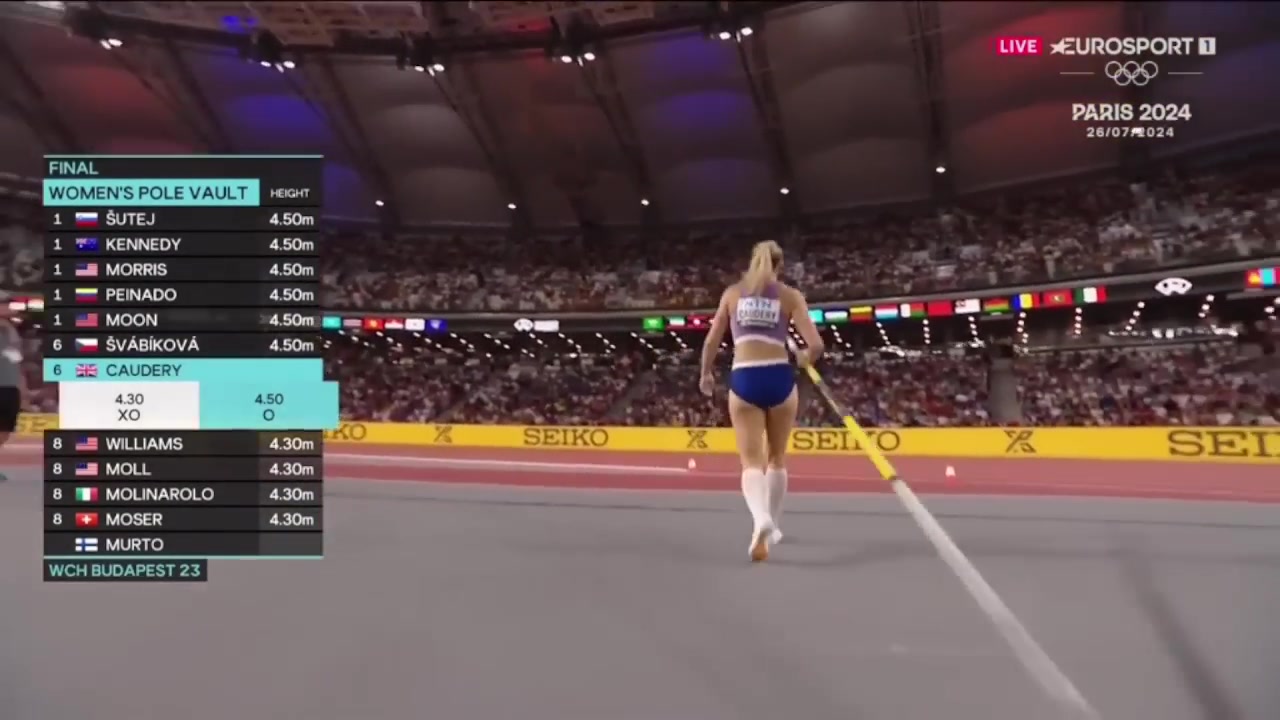 LIVE EUROSPORT 1
PARIS 2024
26/07/2024
FINAL
WOMEN'S POLE VAULT HEIGHT
1 ŠUTEJ 4.50m
1 KENNEDY 4.50m
1 MORRIS 4.50m
1 PEINADO 4.50m
1 MOON 4.50m
6 ŠVÁBÍKOVÁ 4.50m
6 CAUDERY
4.30 4.50
XO O
8 WILLIAMS 4.30m
8 MOLL 4.30m
8 MOLINAROLO 4.30m
8 MOSER 4.30m
MURTO
WCH BUDAPEST 23
CAUDERY
SEIKO
SEIKO
SEI